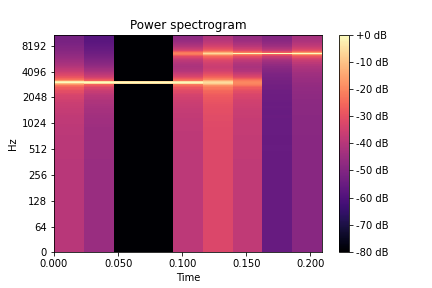 Power spectrogram
8192
4096
2048
1024
512
256
128
64
0
Hz
0.000 0.050 0.100 0.150 0.200
Time
+0 dB
-10 dB
-20 dB
-30 dB
-40 dB
-50 dB
-60 dB
-70 dB
-80 dB